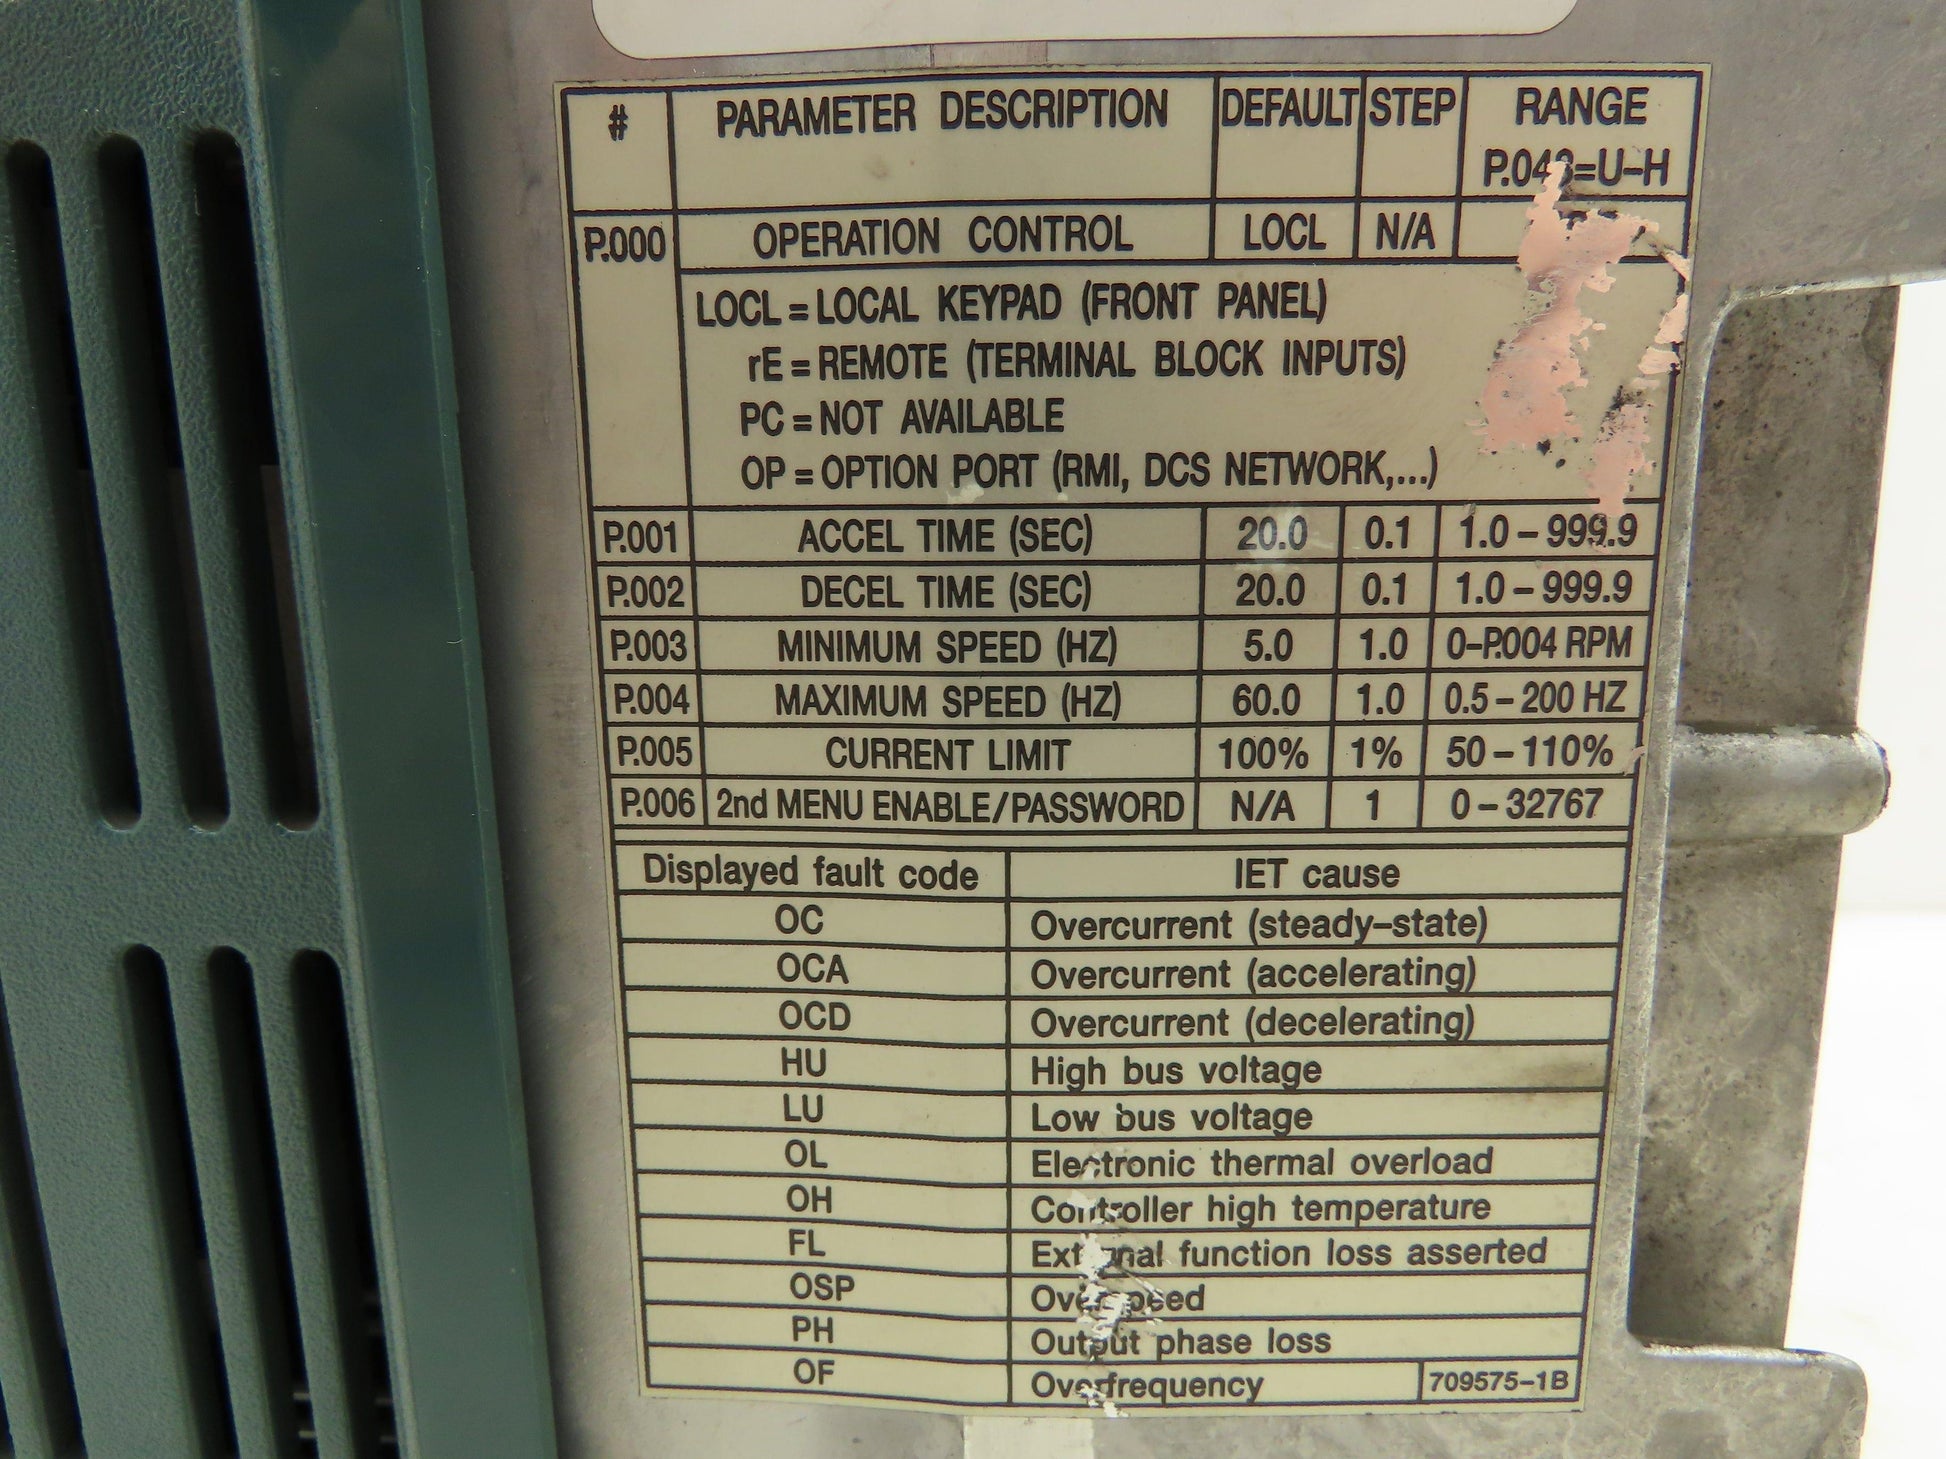 # PARAMETER DESCRIPTION DEFAULT STEP RANGE
P.048=U–H
P.000 OPERATION CONTROL LOCL N/A
LOCL = LOCAL KEYPAD (FRONT PANEL)
rE = REMOTE (TERMINAL BLOCK INPUTS)
PC = NOT AVAILABLE
OP = OPTION PORT (RMI, DCS NETWORK,...)
P.001 ACCEL TIME (SEC) 20.0 0.1 1.0 – 999.9
P.002 DECEL TIME (SEC) 20.0 0.1 1.0 – 999.9
P.003 MINIMUM SPEED (HZ) 5.0 1.0 0–P.004 RPM
P.004 MAXIMUM SPEED (HZ) 60.0 1.0 0.5 – 200 HZ
P.005 CURRENT LIMIT 100% 1% 50 – 110%
P.006 2nd MENU ENABLE/PASSWORD N/A 1 0 – 32767
Displayed fault code IET cause
OC Overcurrent (steady–state)
OCA Overcurrent (accelerating)
OCD Overcurrent (decelerating)
HU High bus voltage
LU Low bus voltage
OL Electronic thermal overload
OH Controller high temperature
FL External function loss asserted
OSP Overspeed
PH Output phase loss
OF Overfrequency 709575–1B